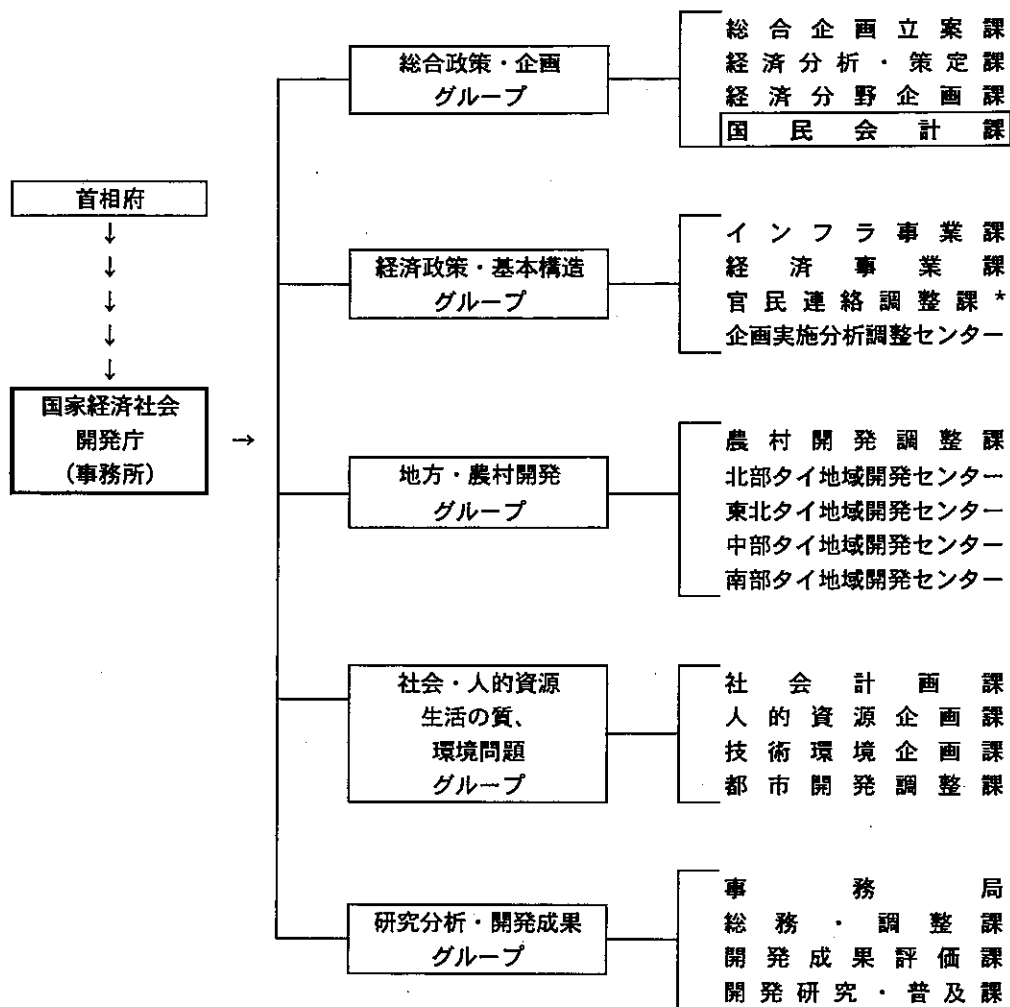 首相府
↓
↓
↓
↓
↓
国家経済社会
開発庁
(事務所)
→
総合政策・企画
グループ
総合企画立案課
経済分析・策定課
経済分野企画課
国民会計課
経済政策・基本構造
グループ
インフラ事業課
経済事業課
官民連絡調整課*
企画実施分析調整センター
地方・農村開発
グループ
農村開発調整課
北部タイ地域開発センター
東北タイ地域開発センター
中部タイ地域開発センター
南部タイ地域開発センター
社会・人的資源
生活の質、
環境問題
グループ
社会計画課
人的資源企画課
技術環境企画課
都市開発調整課
研究分析・開発成果
グループ
事務局
総務・調整課
開発成果評価課
開発研究・普及課